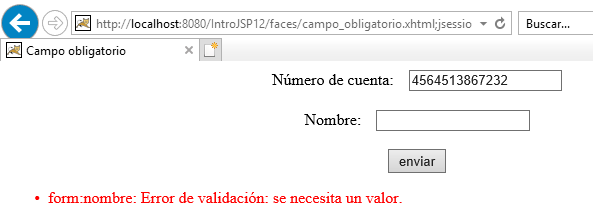 http://localhost:8080/IntroJSP12/faces/campo_obligatorio.xhtml;jsessio
Buscar...
Campo obligatorio
Número de cuenta: 4564513867232
Nombre:
enviar
• form:nombre: Error de validación: se necesita un valor.